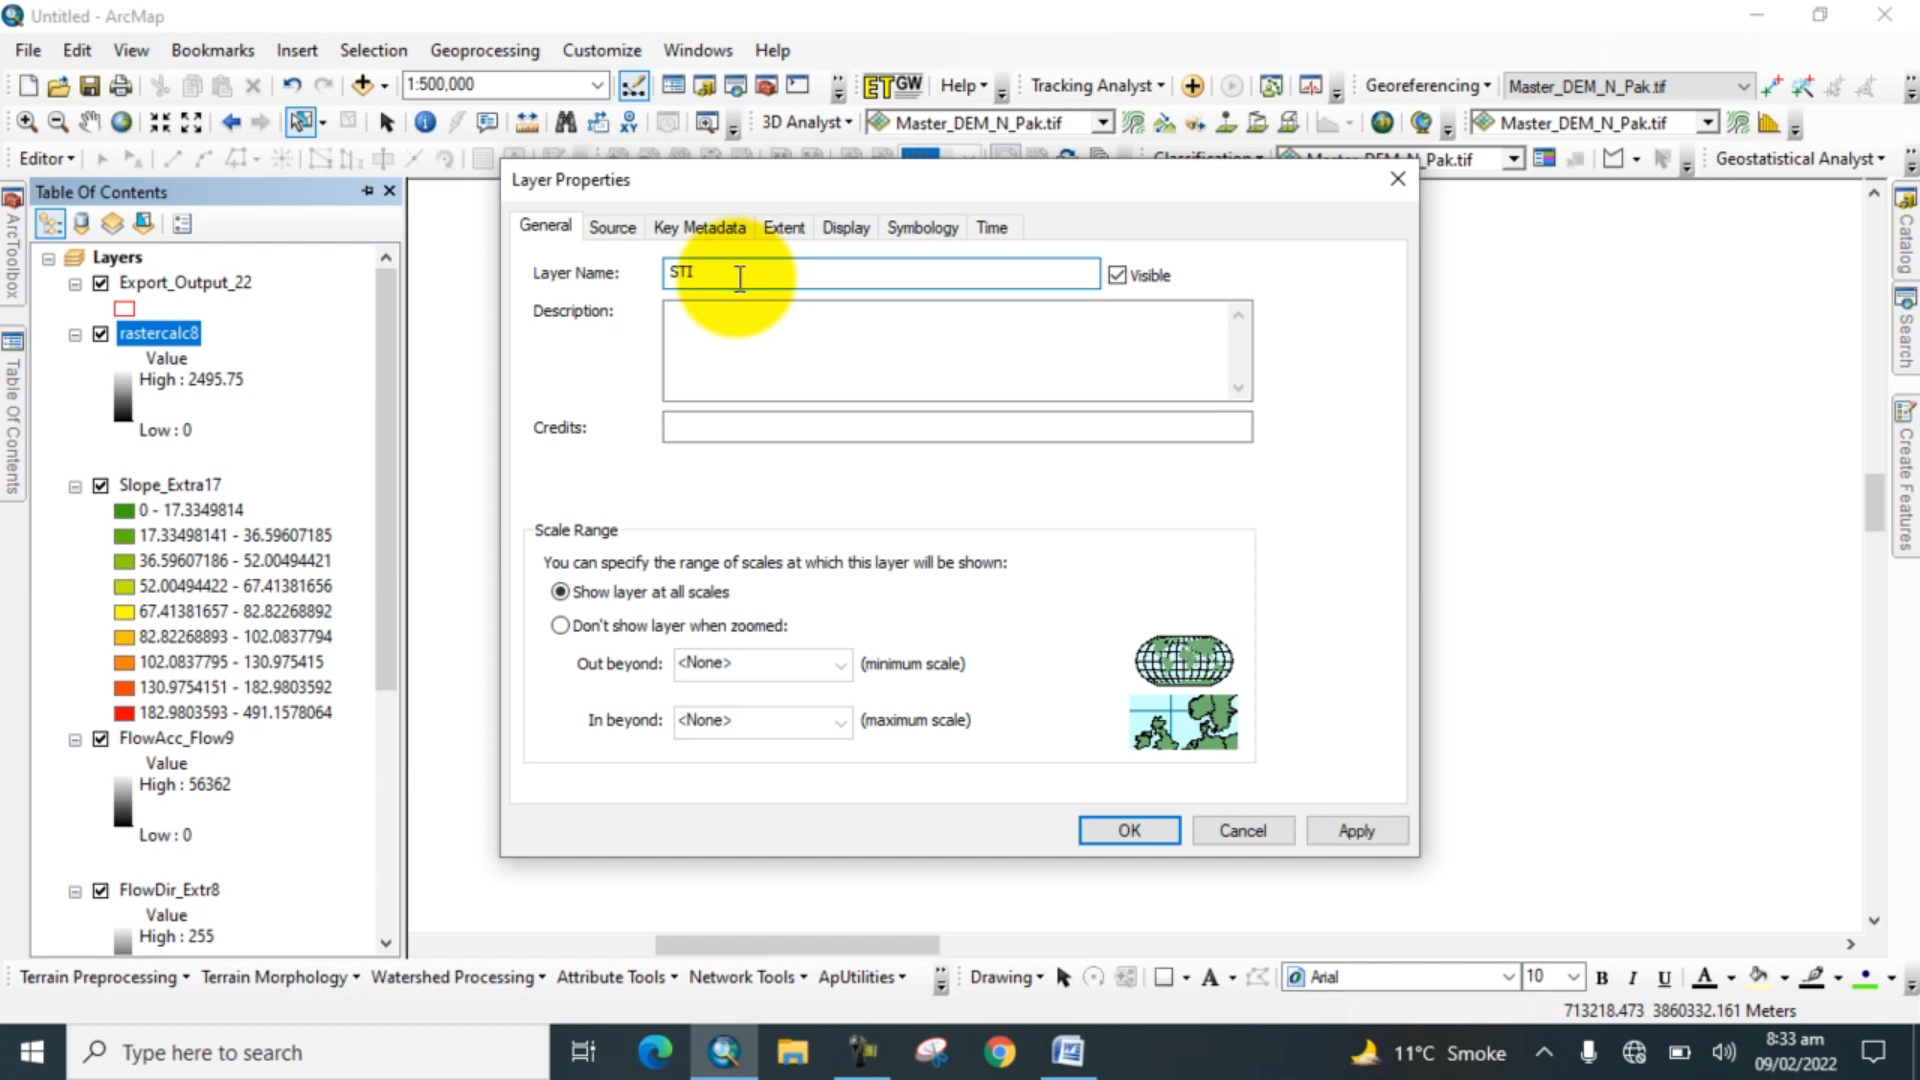 Untitled - ArcMap
File Edit View Bookmarks Insert Selection Geoprocessing Customize Windows Help
1:500,000 ET GW Help Tracking Analyst Georeferencing Master_DEM_N_Pak.tif
3D Analyst Master_DEM_N_Pak.tif Master_DEM_N_Pak.tif
Editor Pak.tif Geostatistical Analyst
Table Of Contents
ArcToolbox
Table Of Contents
Layers
Export_Output_22
rastercalc8
Value
High : 2495.75
Low : 0
Slope_Extra17
0 - 17.3349814
17.33498141 - 36.59607185
36.59607186 - 52.00494421
52.00494422 - 67.41381656
67.41381657 - 82.82268892
82.82268893 - 102.0837794
102.0837795 - 130.975415
130.9754151 - 182.9803592
182.9803593 - 491.1578064
FlowAcc_Flow9
Value
High : 56362
Low : 0
FlowDir_Extr8
Value
High : 255
Layer Properties
General Source Key Metadata Extent Display Symbology Time
Layer Name: STI Visible
Description:
Credits:
Scale Range
You can specify the range of scales at which this layer will be shown:
Show layer at all scales
Don't show layer when zoomed:
Out beyond: <None> (minimum scale)
In beyond: <None> (maximum scale)
OK Cancel Apply
Catalog
Search
Create Features
Terrain Preprocessing Terrain Morphology Watershed Processing Attribute Tools Network Tools ApUtilities Drawing A Arial 10 B I U A
713218.473 3860332.161 Meters
Type here to search
11°C Smoke
8:33 am
09/02/2022